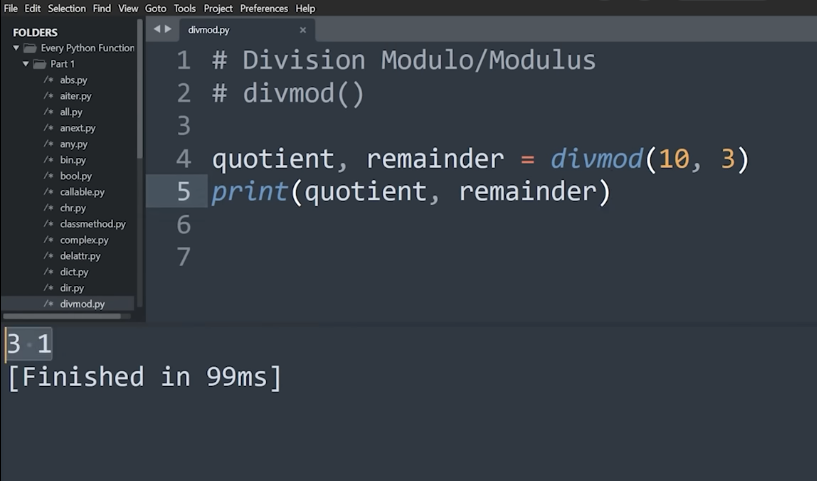 File Edit Selection Find View Goto Tools Project Preferences Help
FOLDERS
Every Python Function
Part 1
/* abs.py
/* aiter.py
/* all.py
/* anext.py
/* any.py
/* bin.py
/* bool.py
/* callable.py
/* chr.py
/* classmethod.py
/* complex.py
/* delattr.py
/* dict.py
/* dir.py
/* divmod.py
divmod.py ×
1 # Division Modulo/Modulus
2 # divmod()
3
4 quotient, remainder = divmod(10, 3)
5 print(quotient, remainder)
6
7
3 1
[Finished in 99ms]